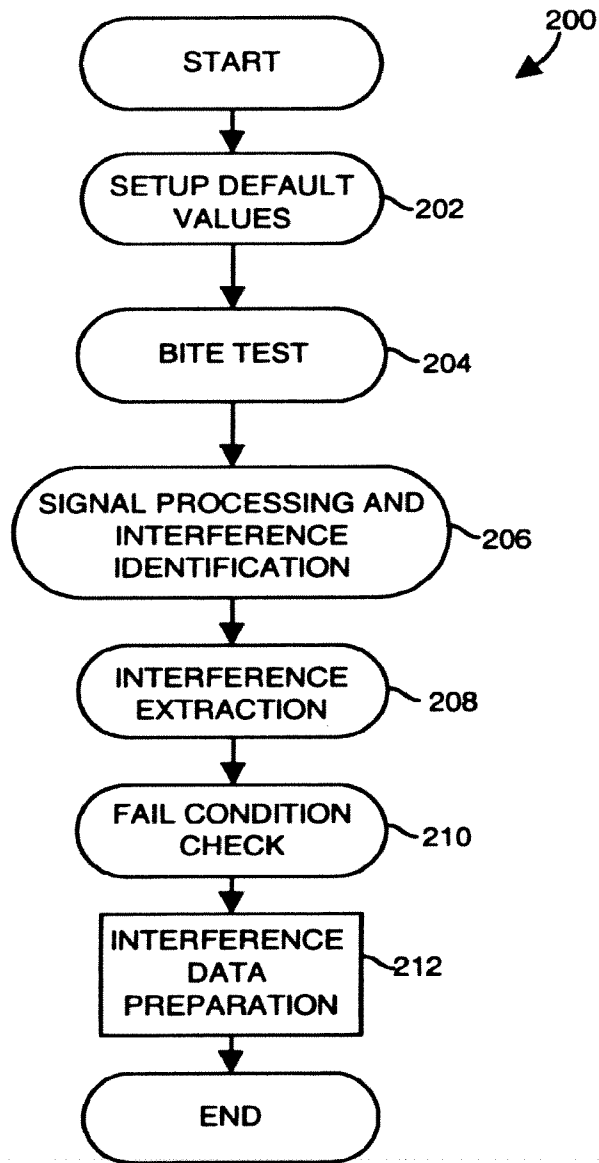 200
START
SETUP DEFAULT
VALUES
202
BITE TEST
204
SIGNAL PROCESSING AND
INTERFERENCE
IDENTIFICATION
206
INTERFERENCE
EXTRACTION
208
FAIL CONDITION
CHECK
210
INTERFERENCE
DATA
PREPARATION
212
END